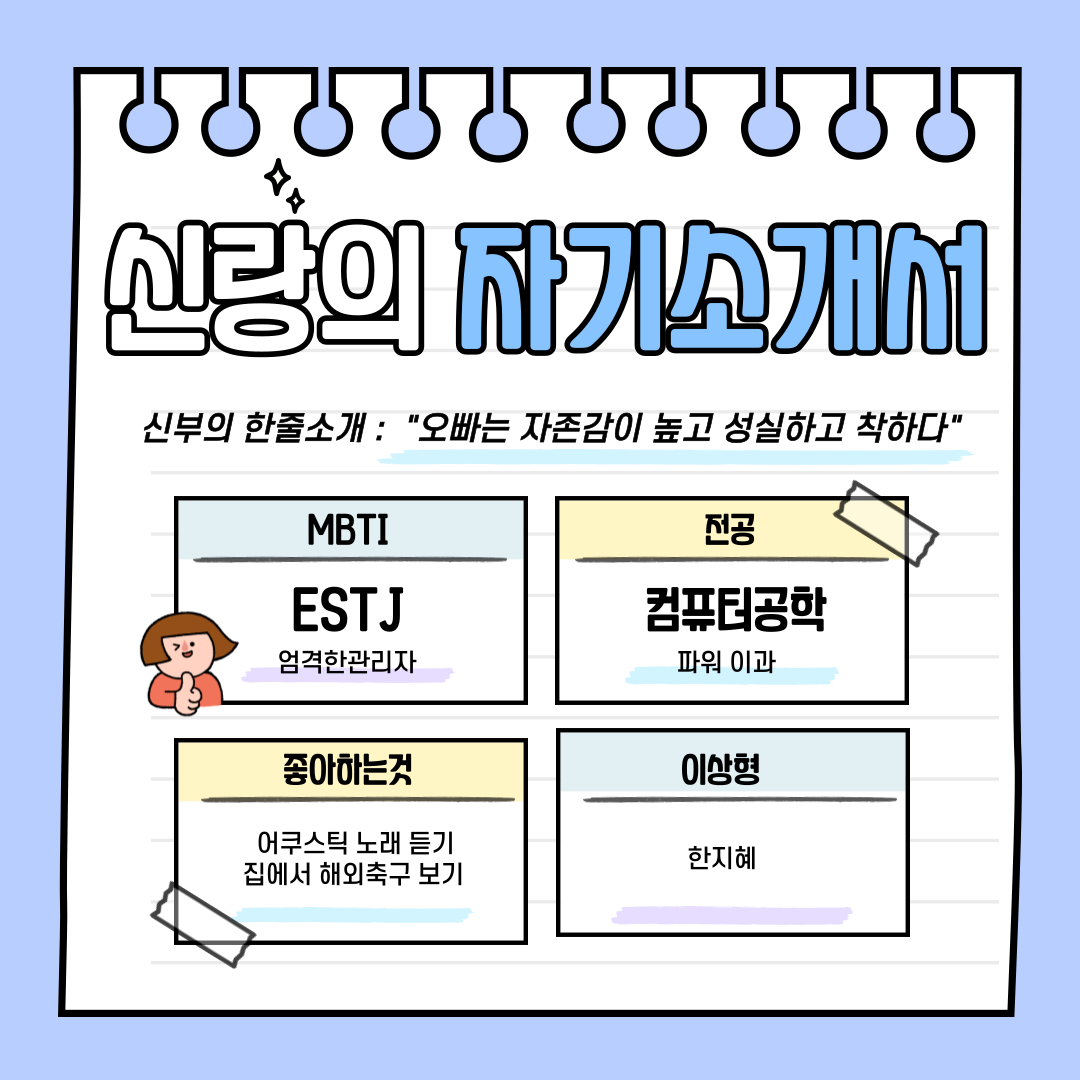 신랑의 자기소개서
신부의 한줄소개 : "오빠는 자존감이 높고 성실하고 착하다"
MBTI
ESTJ
엄격한관리자
전공
컴퓨터공학
파워 이과
좋아하는것
어쿠스틱 노래 듣기
집에서 해외축구 보기
이상형
한지혜